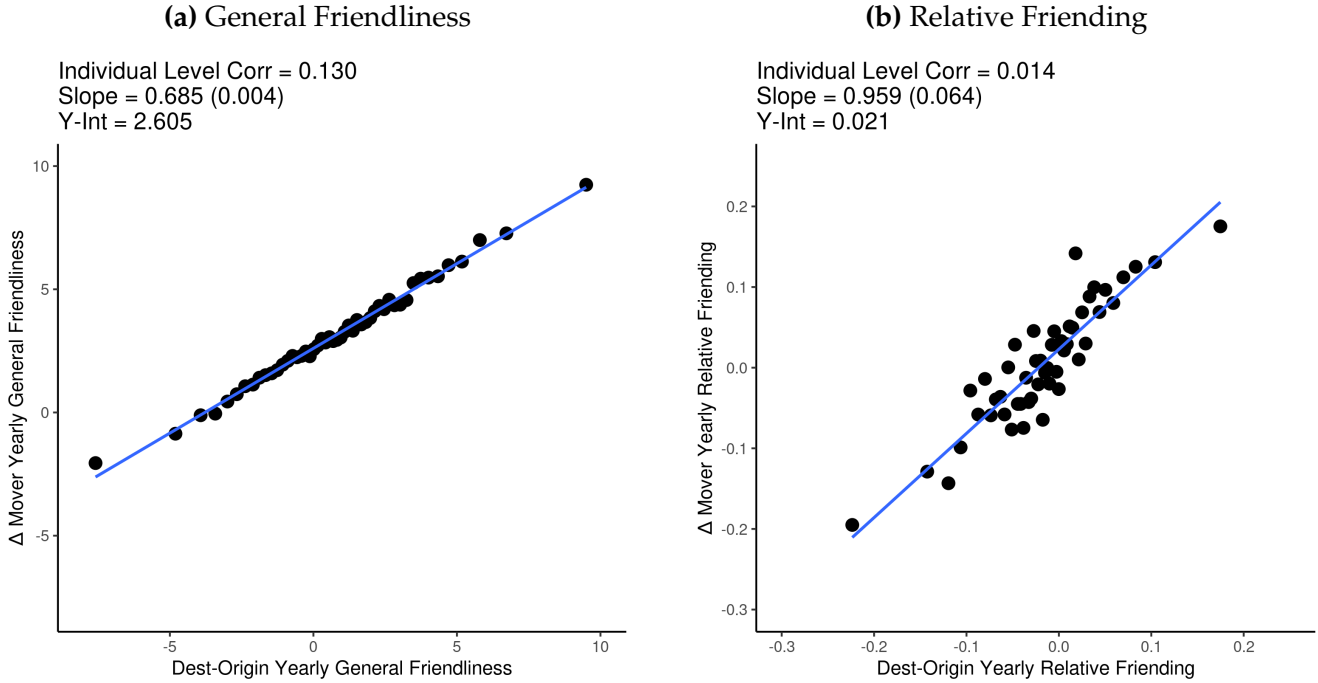 (a) General Friendliness
Individual Level Corr = 0.130
Slope = 0.685 (0.004)
Y-Int = 2.605
10
5
0
-5
Δ Mover Yearly General Friendliness
-5
0
5
10
Dest-Origin Yearly General Friendliness
(b) Relative Friending
Individual Level Corr = 0.014
Slope = 0.959 (0.064)
Y-Int = 0.021
0.2
0.1
0.0
-0.1
-0.2
-0.3
Δ Mover Yearly Relative Friending
-0.3
-0.2
-0.1
0.0
0.1
0.2
Dest-Origin Yearly Relative Friending